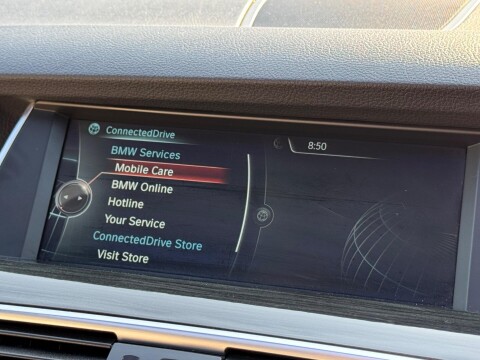 ConnectedDrive
8:50
BMW Services
Mobile Care
BMW Online
Hotline
Your Service
ConnectedDrive Store
Visit Store